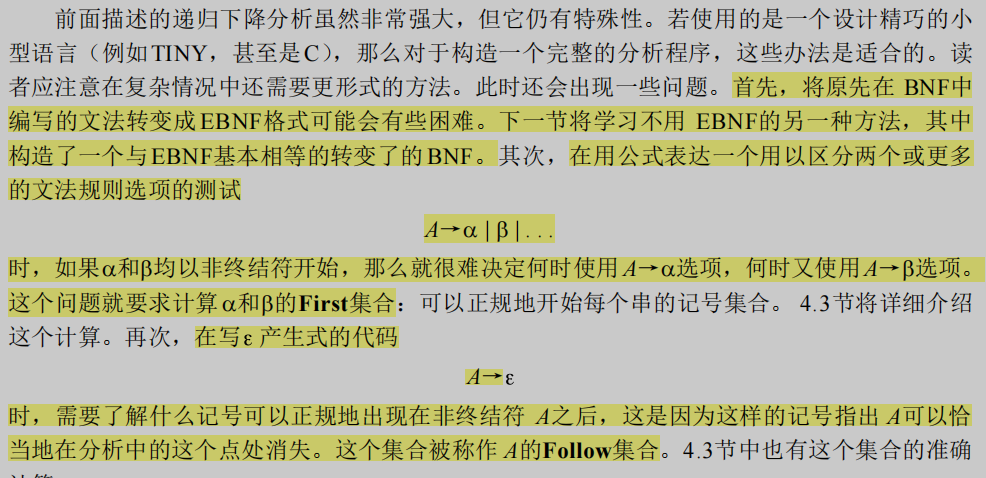 前面描述的递归下降分析虽然非常强大，但它仍有特殊性。若使用的是一个设计精巧的小
型语言（例如TINY，甚至是C），那么对于构造一个完整的分析程序，这些办法是适合的。读
者应注意在复杂情况中还需要更形式的方法。此时还会出现一些问题。首先，将原先在 BNF中
编写的文法转变成EBNF格式可能会有些困难。下一节将学习不用 EBNF的另一种方法，其中
构造了一个与EBNF基本相等的转变了的BNF。其次，在用公式表达一个用以区分两个或更多
的文法规则选项的测试
A→α | β | . . .
时，如果α和β均以非终结符开始，那么就很难决定何时使用A→α选项，何时又使用A→β选项。
这个问题就要求计算α和β的First集合：可以正规地开始每个串的记号集合。 4.3节将详细介绍
这个计算。再次，在写ε 产生式的代码
A→ε
时，需要了解什么记号可以正规地出现在非终结符 A之后，这是因为这样的记号指出 A可以恰
当地在分析中的这个点处消失。这个集合被称作 A的Follow集合。4.3节中也有这个集合的准确